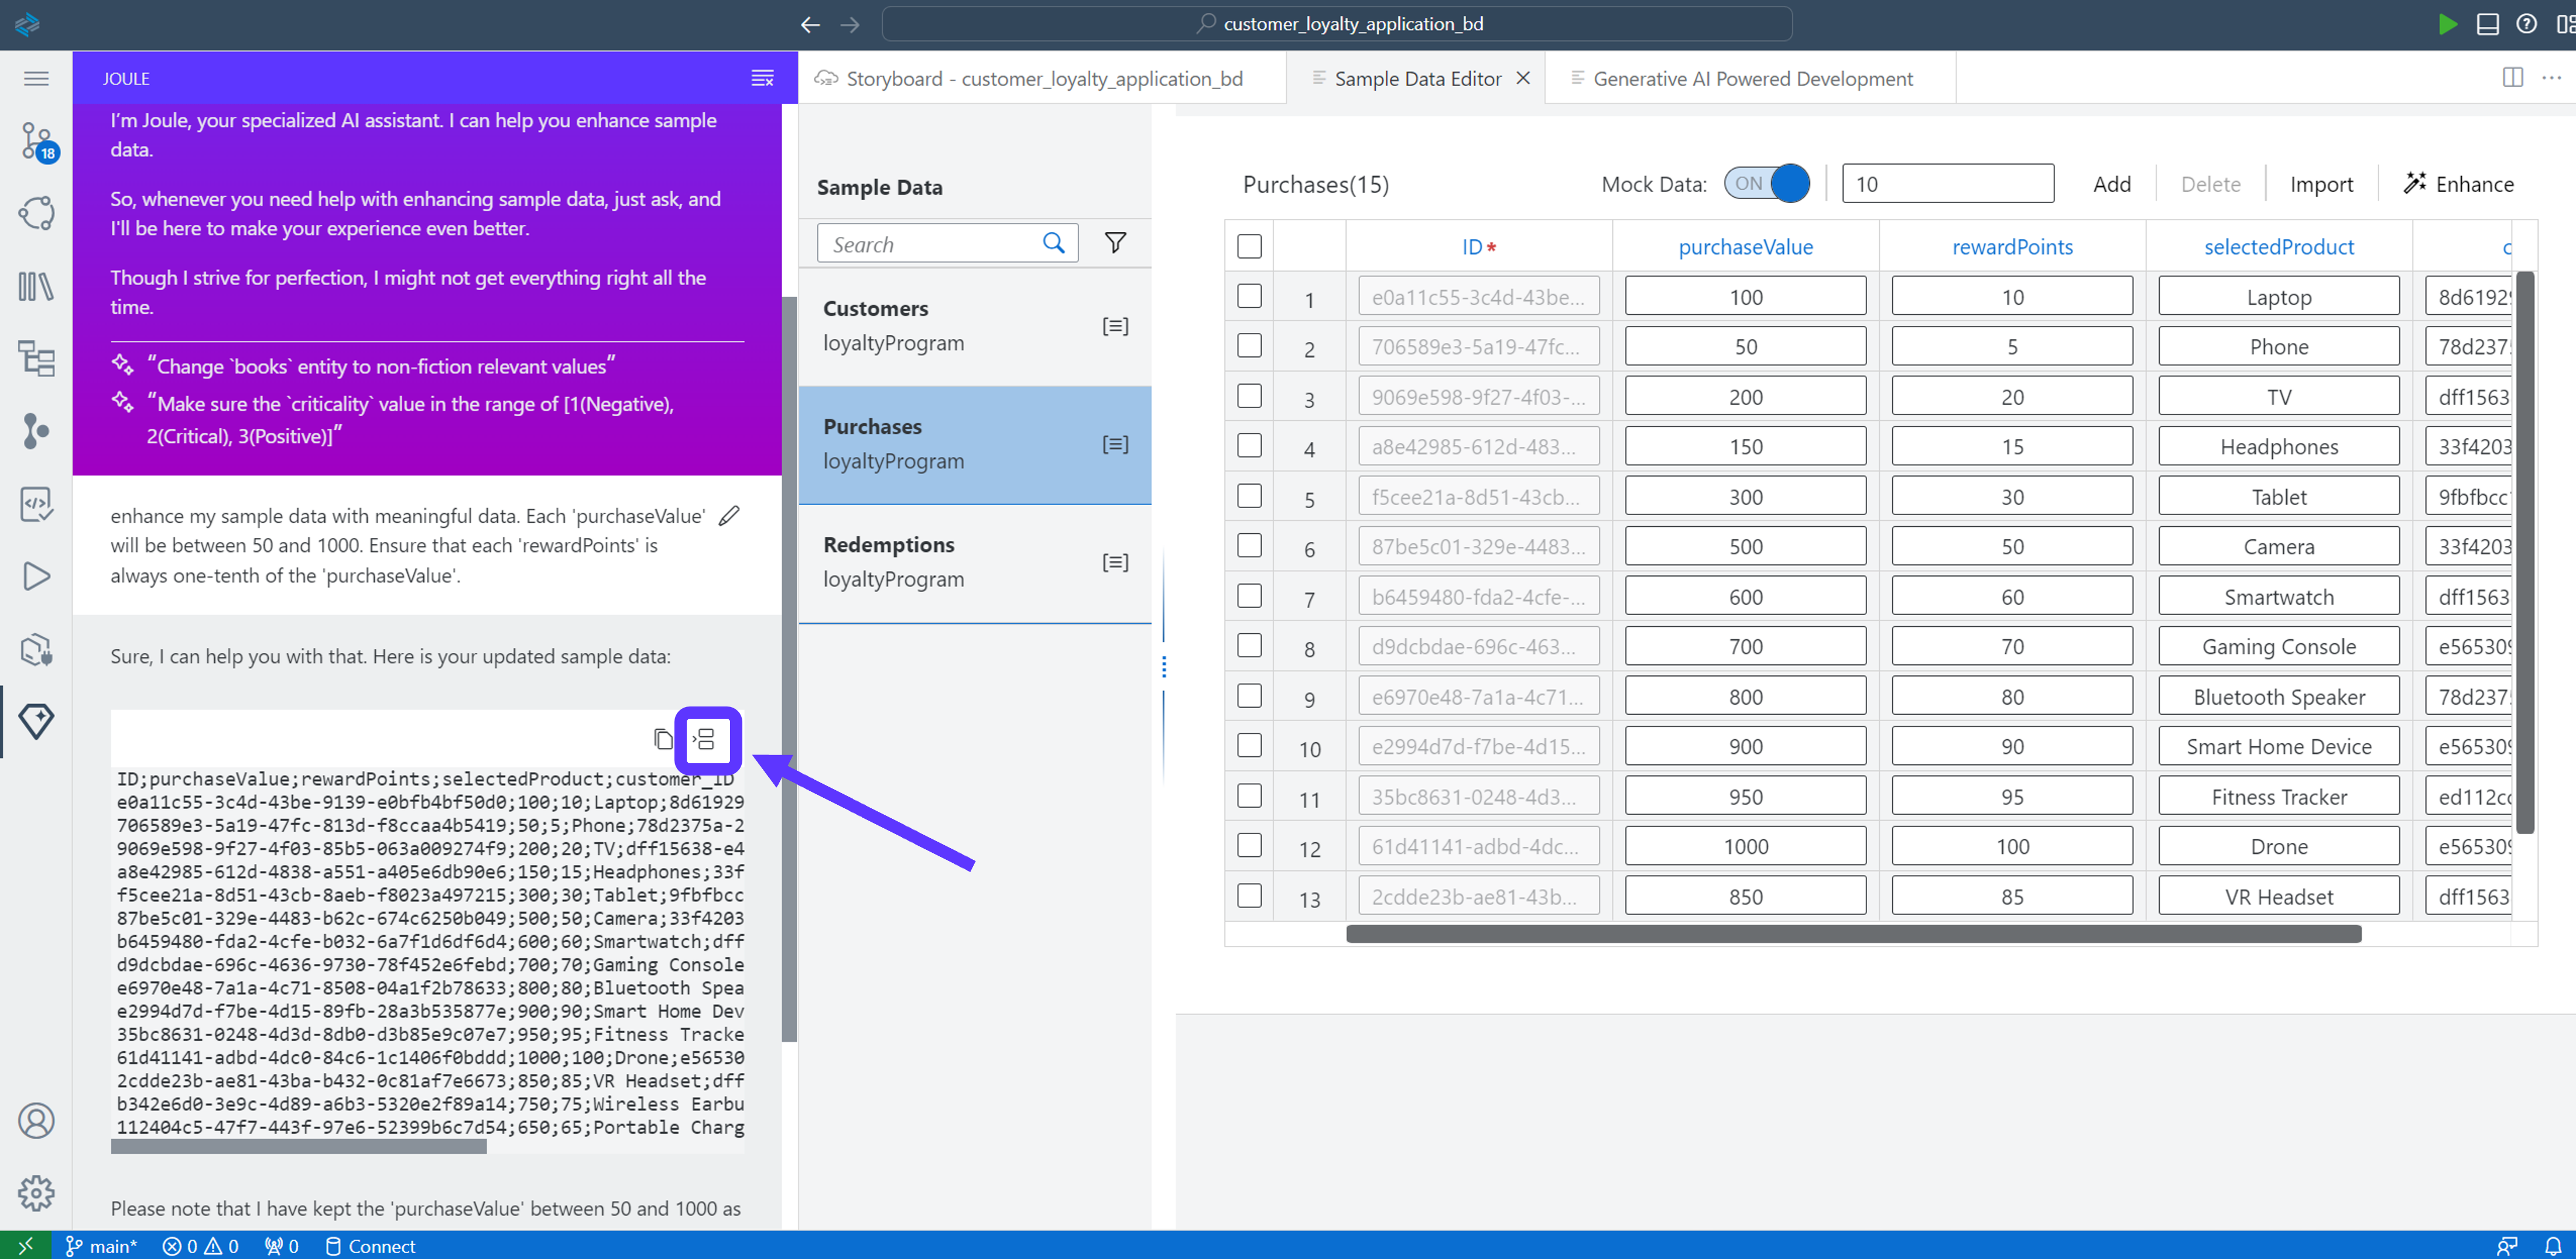 customer_loyalty_application_bd
JOULE
I'm Joule, your specialized AI assistant. I can help you enhance sample
data.
So, whenever you need help with enhancing sample data, just ask, and
I'll be here to make your experience even better.
Though I strive for perfection, I might not get everything right all the
time.
"Change `books` entity to non-fiction relevant values"
"Make sure the `criticality` value in the range of [1(Negative),
2(Critical), 3(Positive)]"
enhance my sample data with meaningful data. Each 'purchaseValue'
will be between 50 and 1000. Ensure that each 'rewardPoints' is
always one-tenth of the 'purchaseValue'.
Sure, I can help you with that. Here is your updated sample data:
ID;purchaseValue;rewardPoints;selectedProduct;customer_ID
e0a11c55-3c4d-43be-9139-e0bfb4bf50d0;100;10;Laptop;8d61929
706589e3-5a19-47fc-813d-f8ccaa4b5419;50;5;Phone;78d2375a-2
9069e598-9f27-4f03-85b5-063a009274f9;200;20;TV;dff15638-e4
a8e42985-612d-4838-a551-a405e6db90e6;150;15;Headphones;33f
f5cee21a-8d51-43cb-8aeb-f8023a497215;300;30;Tablet;9fbfbcc
87be5c01-329e-4483-b62c-674c6250b049;500;50;Camera;33f4203
b6459480-fda2-4cfe-b032-6a7f1d6df6d4;600;60;Smartwatch;dff
d9dcbdae-696c-4636-9730-78f452e6febd;700;70;Gaming Console
e6970e48-7a1a-4c71-8508-04a1f2b78633;800;80;Bluetooth Spea
e2994d7d-f7be-4d15-89fb-28a3b535877e;900;90;Smart Home Dev
35bc8631-0248-4d3d-8db0-d3b85e9c07e7;950;95;Fitness Tracke
61d41141-adbd-4dc0-84c6-1c1406f0bddd;1000;100;Drone;e56530
2cdde23b-ae81-43ba-b432-0c81af7e6673;850;85;VR Headset;dff
b342e6d0-3e9c-4d89-a6b3-5320e2f89a14;750;75;Wireless Earbu
112404c5-47f7-443f-97e6-52399b6c7d54;650;65;Portable Charg
Please note that I have kept the 'purchaseValue' between 50 and 1000 as
18
Storyboard - customer_loyalty_application_bd
Sample Data Editor
Generative AI Powered Development
Sample Data
Search
Customers
loyaltyProgram
Purchases
loyaltyProgram
Redemptions
loyaltyProgram
Purchases(15) Mock Data: ON 10 Add Delete Import Enhance
ID* purchaseValue rewardPoints selectedProduct c
1 e0a11c55-3c4d-43be... 100 10 Laptop 8d61929
2 706589e3-5a19-47fc... 50 5 Phone 78d237
3 9069e598-9f27-4f03-... 200 20 TV dff1563
4 a8e42985-612d-483... 150 15 Headphones 33f4203
5 f5cee21a-8d51-43cb... 300 30 Tablet 9fbfbcc
6 87be5c01-329e-4483... 500 50 Camera 33f4203
7 b6459480-fda2-4cfe-... 600 60 Smartwatch dff1563
8 d9dcbdae-696c-463... 700 70 Gaming Console e56530
9 e6970e48-7a1a-4c71... 800 80 Bluetooth Speaker 78d237
10 e2994d7d-f7be-4d15... 900 90 Smart Home Device e56530
11 35bc8631-0248-4d3... 950 95 Fitness Tracker ed112c
12 61d41141-adbd-4dc... 1000 100 Drone e56530
13 2cdde23b-ae81-43b... 850 85 VR Headset dff1563
main* 0 0 0 Connect